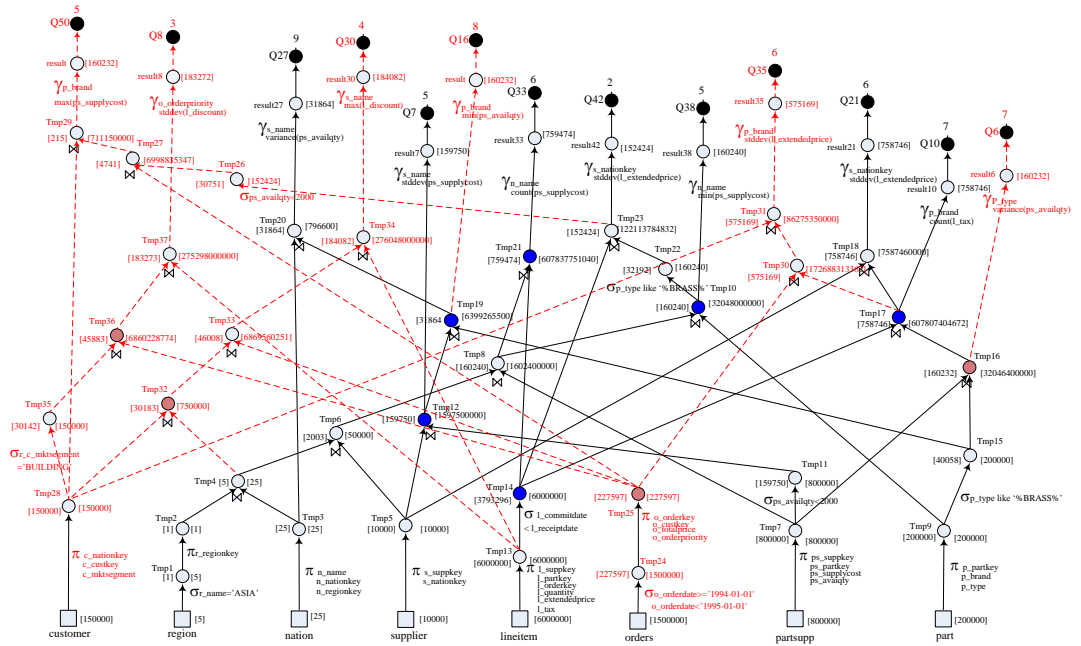 5
Q50
3
Q8
9
Q27
4
Q30
8
Q16
6
Q33
2
Q42
5
Q38
6
Q35
6
Q21
7
Q10
7
Q6
5
Q7
result [160232]
γp_brand
max(ps_supplycost)
result8 [183272]
γo_orderpriority
stddev(l_discount)
result27 [31864]
γs_name
variance(ps_availqty)
result30 [184082]
γs_name
max(l_discount)
result [160232]
γp_brand
min(ps_availqty)
result7 [159750]
γs_name
stddev(ps_supplycost)
result33 [759474]
γn_name
count(ps_supplycost)
result42 [152424]
γs_nationkey
stddev(l_extendedprice)
result38 [160240]
γn_name
min(ps_supplycost)
result35 [575169]
γp_brand
stddev(l_extendedprice)
result21 [758746]
γs_nationkey
stddev(l_extendedprice)
result10 [758746]
γp_brand
count(l_tax)
result6 [160232]
γp_type
variance(ps_availqty)
Tmp29
[215] [711150000]
Tmp27
[4741] [6998815347]
Tmp26
[30751] [152424]
σps_availqty<2000
Tmp20
[31864] [796600]
Tmp34
[184082] [276048000000]
Tmp37
[183273] [275298000000]
Tmp21
[759474] [607837751040]
Tmp23
[152424] [122113784832]
Tmp22
[32192] [160240]
σp_type like '%BRASS%'
Tmp31
[575169] [86275350000]
Tmp30
[575169]
Tmp18
[758746] [7587460000]
Tmp10
[160240] [32048000000]
Tmp17
[758746] [607807404672]
Tmp19
[31864 [6399265500]
Tmp36
[45883] [6860228774]
Tmp33
[46008] [6869560251]
Tmp8
[160240] [1602400000]
Tmp16
[160232] [32046400000]
Tmp32
[30183] [750000]
Tmp35
[30142] [150000]
σr_c_mktsegment
='BUILDING'
Tmp6
[2003] [50000]
Tmp12
[159750] [1597500000]
Tmp15
[40058] [200000]
σp_type like '%BRASS%'
Tmp28
[150000] [150000]
Tmp4
[5] [25]
Tmp11
[159750] [800000]
σps_availqty<2000
Tmp14
[3793296] [6000000]
σ l_commitdate
< l_receiptdate
[227597] [227597]
Tmp25
π o_orderkey
o_custkey
o_totalprice
o_orderpriority
Tmp2
[1] [1]
πr_regionkey
Tmp3
[25] [25]
Tmp5
[10000] [10000]
Tmp7
[800000] [800000]
Tmp9
[200000] [200000]
π c_nationkey
c_custkey
c_mktsegment
Tmp1
[1] [5]
σr_name='ASIA'
π n_name
n_nationkey
n_regionkey
π s_suppkey
s_nationkey
Tmp13
[6000000] [6000000]
π l_suppkey
l_partkey
l_orderkey
l_quantity
l_extendedprice
l_tax
Tmp24
[227597] [1500000]
σo_orderdate>='1994-01-01'
o_orderdate<'1995-01-01'
π ps_suppkey
ps_partkey
ps_supplycost
ps_avaiqty
π p_partkey
p_brand
p_type
[150000] [5] [25] [10000] [6000000] [1500000] [800000] [200000]
customer region nation supplier lineitem orders partsupp part